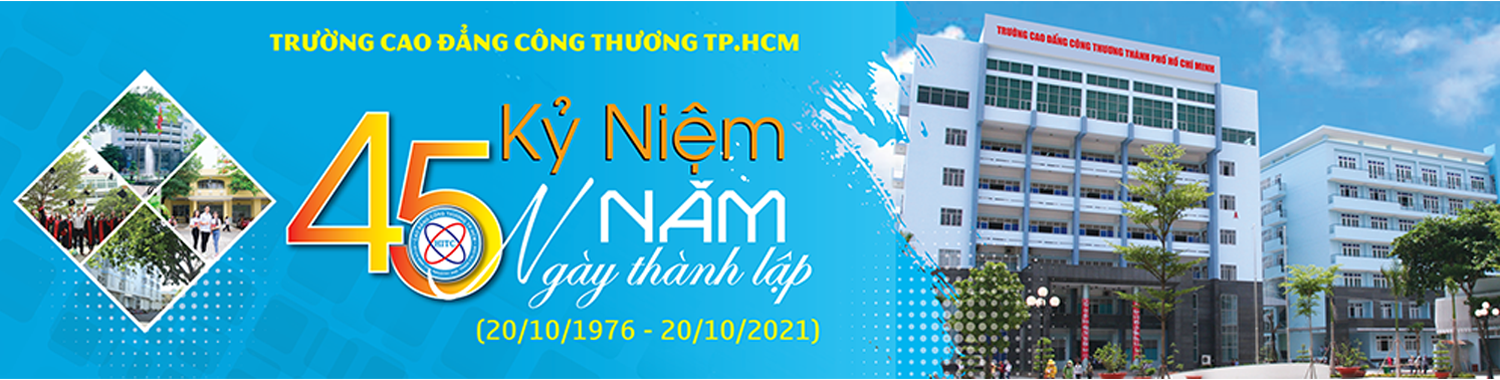 TRƯỜNG CAO ĐẲNG CÔNG THƯƠNG TP.HCM
TRƯỜNG CAO ĐẲNG CÔNG THƯƠNG THÀNH PHỐ HỒ CHÍ MINH
45 Kỷ Niệm
NĂM
Ngày thành lập
HITC
(20/10/1976 - 20/10/2021)